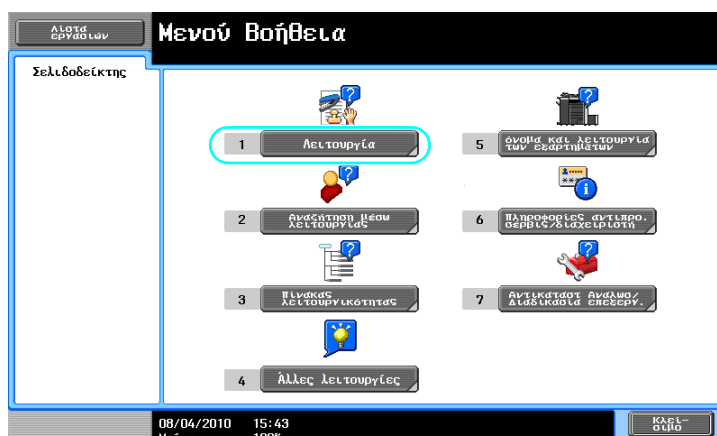 Λίστα
εργασιών
Μενού Βοήθεια
Σελιδοδείκτης
1 Λειτουργία
2 Αναζήτηση μέσω
λειτουργίας
3 Πίνακας
λειτουργικότητας
4 Άλλες λειτουργίες
5 όνομα και λειτουργία
των εξαρτημάτων
6 Πληροφορίες αντιπρο.
σέρβις/διαχειριστή
7 Αντικαταστ Αναλωσ/
Διαδικασία επεξεργ.
08/04/2010 15:43
100%
Κλεί-
σιμο